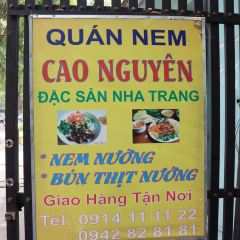 QUÁN NEM
CAO NGUYÊN
ĐẶC SẢN NHA TRANG
* NEM NƯỚNG
* BÚN THỊT NƯỚNG
Giao Hàng Tận Nơi
Tel: 0914 11 11 22
0942 82 81 81